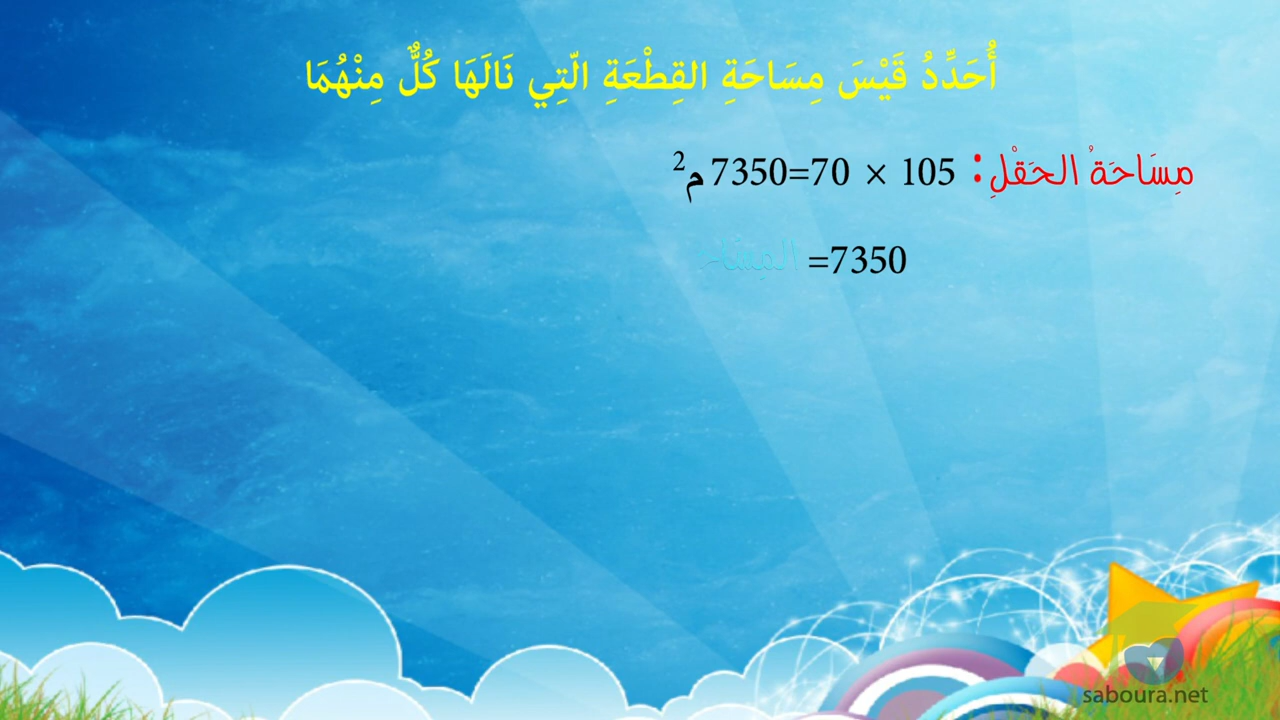 أُحَدِّدُ قَيْسَ مِسَاحَةِ القِطْعَةِ الّتِي نَالَهَا كُلٌّ مِنْهُمَا
مِسَاحَةُ الحَقْلِ: 105 × 70=7350 م²
7350=
saboura.net